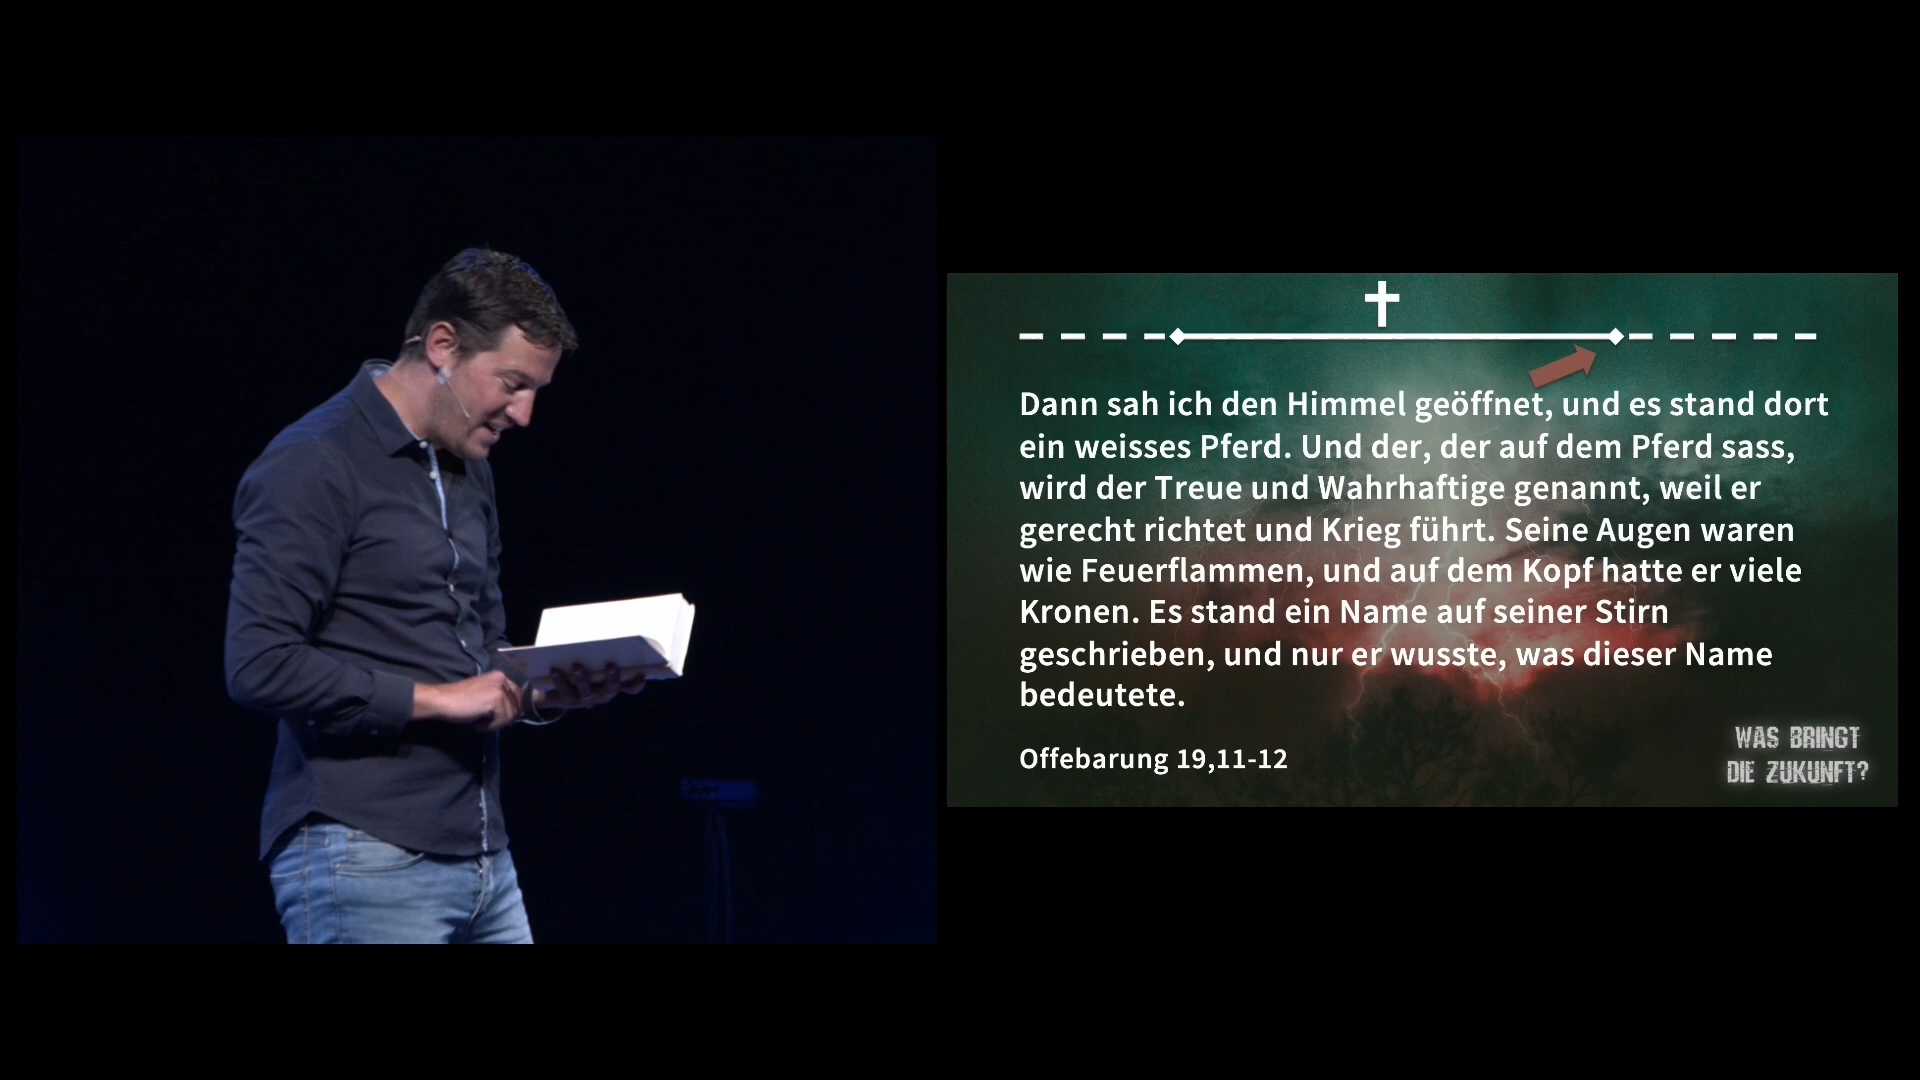 Dann sah ich den Himmel geöffnet, und es stand dort
ein weisses Pferd. Und der, der auf dem Pferd sass,
wird der Treue und Wahrhaftige genannt, weil er
gerecht richtet und Krieg führt. Seine Augen waren
wie Feuerflammen, und auf dem Kopf hatte er viele
Kronen. Es stand ein Name auf seiner Stirn
geschrieben, und nur er wusste, was dieser Name
bedeutete.
Offebarung 19,11-12
WAS BRINGT
DIE ZUKUNFT?